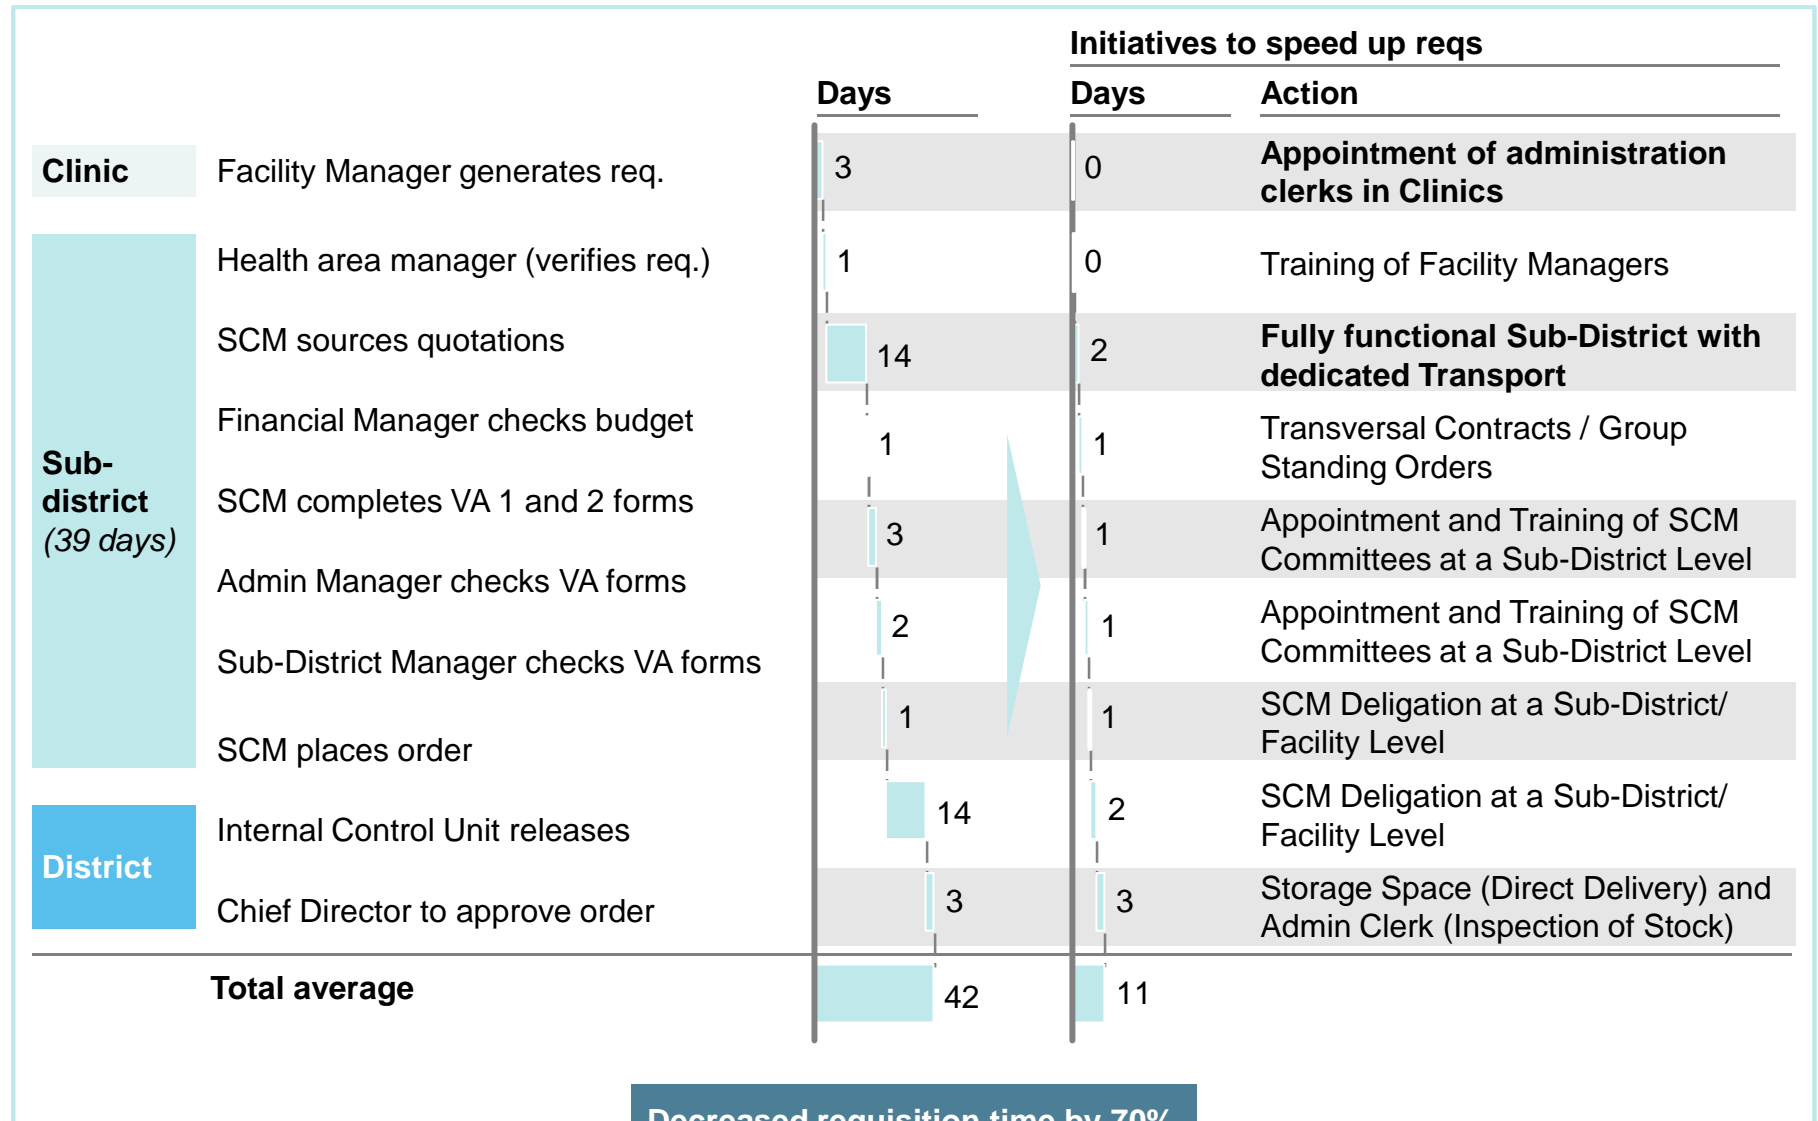 Initiatives to speed up reqs
Days
Days
Action
Clinic
Facility Manager generates req.
3
0
Appointment of administration
clerks in Clinics
Sub-
district
(39 days)
Health area manager (verifies req.)
1
0
Training of Facility Managers
SCM sources quotations
14
2
Fully functional Sub-District with
dedicated Transport
Financial Manager checks budget
1
1
Transversal Contracts / Group
Standing Orders
SCM completes VA 1 and 2 forms
3
1
Appointment and Training of SCM
Committees at a Sub-District Level
Admin Manager checks VA forms
2
1
Appointment and Training of SCM
Committees at a Sub-District Level
Sub-District Manager checks VA forms
1
1
SCM Deligation at a Sub-District/
Facility Level
SCM places order
14
2
SCM Deligation at a Sub-District/
Facility Level
District
Internal Control Unit releases
3
3
Storage Space (Direct Delivery) and
Admin Clerk (Inspection of Stock)
Chief Director to approve order
Total average
42
11
Decreased requisition time by 70%